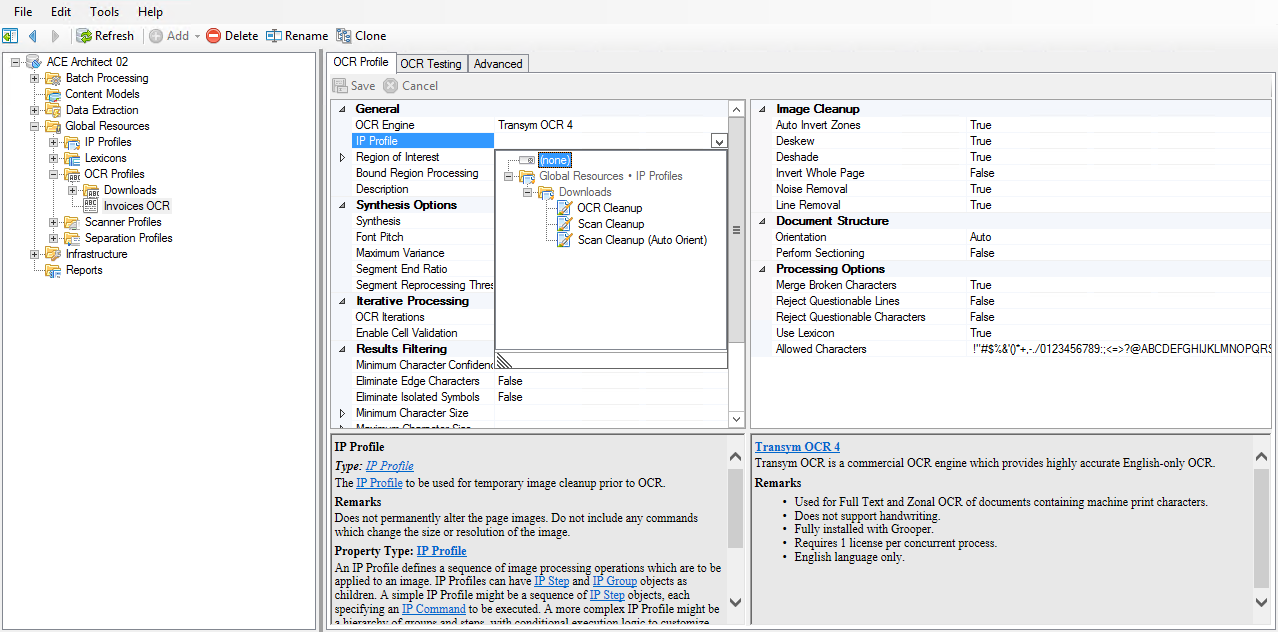 File Edit Tools Help
Refresh Add Delete Rename Clone
ACE Architect 02
Batch Processing
Content Models
Data Extraction
Global Resources
IP Profiles
Lexicons
OCR Profiles
Downloads
Invoices OCR
Scanner Profiles
Separation Profiles
Infrastructure
Reports
OCR Profile OCR Testing Advanced
Save Cancel
General
OCR Engine Transym OCR 4
IP Profile
Region of Interest
Bound Region Processing
Description
Synthesis Options
Synthesis
Font Pitch
Maximum Variance
Segment End Ratio
Segment Reprocessing Thres
Iterative Processing
OCR Iterations
Enable Cell Validation
Results Filtering
Minimum Character Confidenc
Eliminate Edge Characters False
Eliminate Isolated Symbols False
Minimum Character Size
Maximum Character Size
(none)
Global Resources • IP Profiles
Downloads
OCR Cleanup
Scan Cleanup
Scan Cleanup (Auto Orient)
Image Cleanup
Auto Invert Zones True
Deskew True
Deshade True
Invert Whole Page False
Noise Removal True
Line Removal True
Document Structure
Orientation Auto
Perform Sectioning False
Processing Options
Merge Broken Characters True
Reject Questionable Lines False
Reject Questionable Characters False
Use Lexicon True
Allowed Characters !"#$%&'()*+,-./0123456789:;<=>?@ABCDEFGHIJKLMNOPQRS
IP Profile
Type: IP Profile
The IP Profile to be used for temporary image cleanup prior to OCR.
Remarks
Does not permanently alter the page images. Do not include any commands
which change the size or resolution of the image.
Property Type: IP Profile
An IP Profile defines a sequence of image processing operations which are to be
applied to an image. IP Profiles can have IP Step and IP Group objects as
children. A simple IP Profile might be a sequence of IP Step objects, each
specifying an IP Command to be executed. A more complex IP Profile might be
a hierarchy of groups and steps, with conditional execution logic to customize
Transym OCR 4
Transym OCR is a commercial OCR engine which provides highly accurate English-only OCR.
Remarks
• Used for Full Text and Zonal OCR of documents containing machine print characters.
• Does not support handwriting.
• Fully installed with Grooper.
• Requires 1 license per concurrent process.
• English language only.